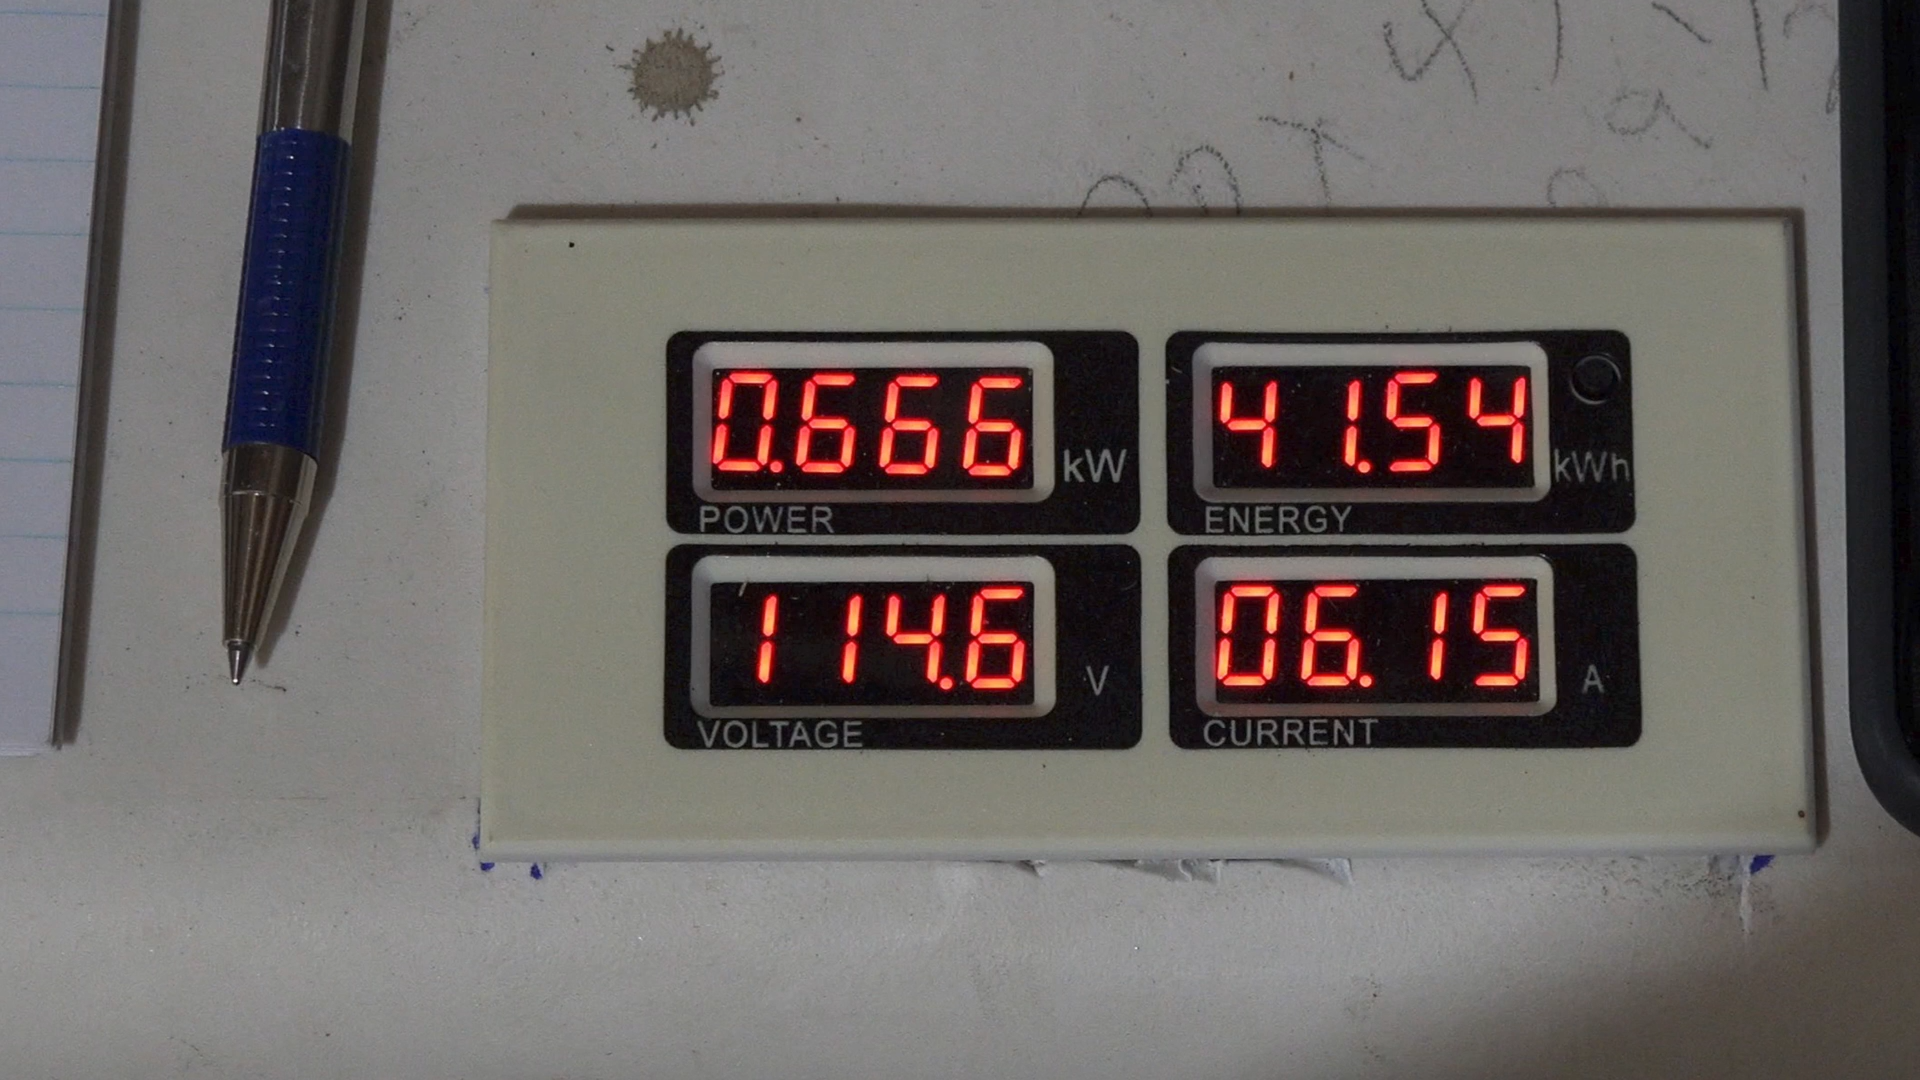 0.666 kW
POWER
41.54 kWh
ENERGY
114.6 V
VOLTAGE
06.15 A
CURRENT